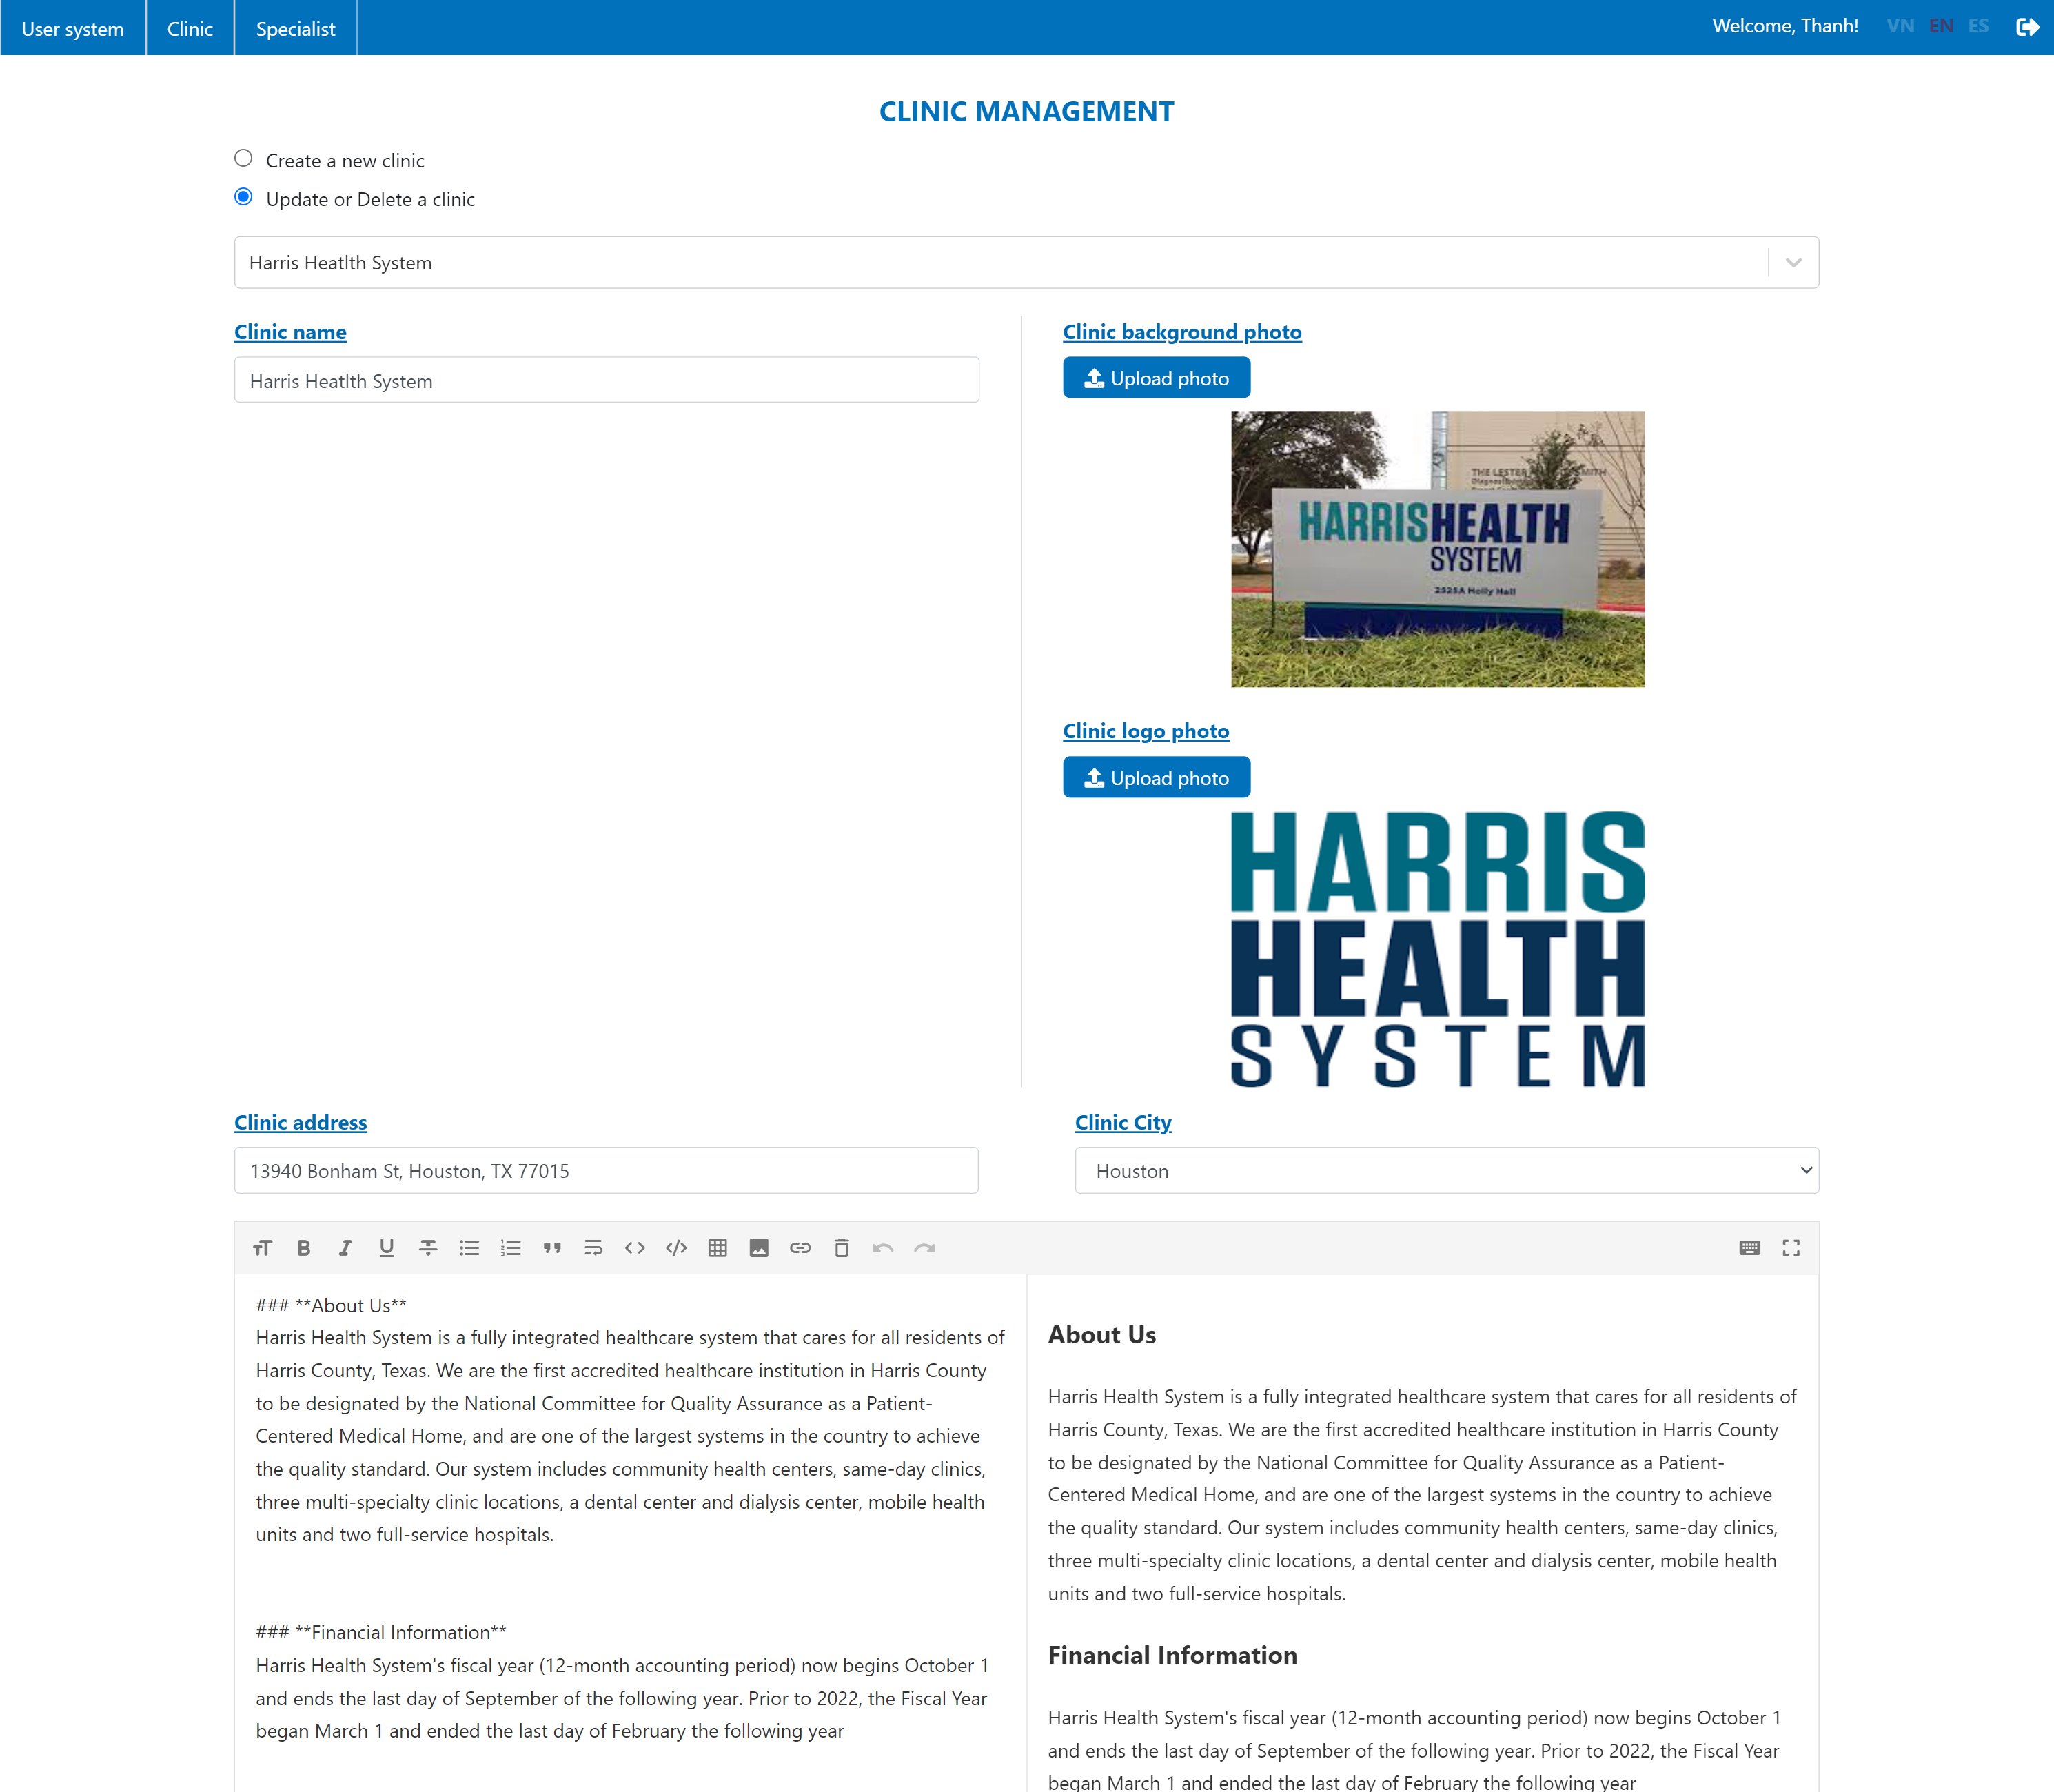 User system
Clinic
Specialist
Welcome, Thanh!
VN
EN
ES
CLINIC MANAGEMENT
Create a new clinic
Update or Delete a clinic
Harris Heatlth System
Clinic name
Harris Heatlth System
Clinic background photo
Upload photo
THE LESTER
SMITH
HARRISHEALTH
SYSTEM
2525A Holly Hall
Clinic logo photo
Upload photo
HARRIS
HEALTH
SYSTEM
Clinic address
13940 Bonham St, Houston, TX 77015
Clinic City
Houston
### **About Us**
Harris Health System is a fully integrated healthcare system that cares for all residents of
Harris County, Texas. We are the first accredited healthcare institution in Harris County
to be designated by the National Committee for Quality Assurance as a Patient-
Centered Medical Home, and are one of the largest systems in the country to achieve
the quality standard. Our system includes community health centers, same-day clinics,
three multi-specialty clinic locations, a dental center and dialysis center, mobile health
units and two full-service hospitals.
### **Financial Information**
Harris Health System's fiscal year (12-month accounting period) now begins October 1
and ends the last day of September of the following year. Prior to 2022, the Fiscal Year
began March 1 and ended the last day of February the following year
About Us
Harris Health System is a fully integrated healthcare system that cares for all residents of
Harris County, Texas. We are the first accredited healthcare institution in Harris County
to be designated by the National Committee for Quality Assurance as a Patient-
Centered Medical Home, and are one of the largest systems in the country to achieve
the quality standard. Our system includes community health centers, same-day clinics,
three multi-specialty clinic locations, a dental center and dialysis center, mobile health
units and two full-service hospitals.
Financial Information
Harris Health System's fiscal year (12-month accounting period) now begins October 1
and ends the last day of September of the following year. Prior to 2022, the Fiscal Year
began March 1 and ended the last day of February the following year